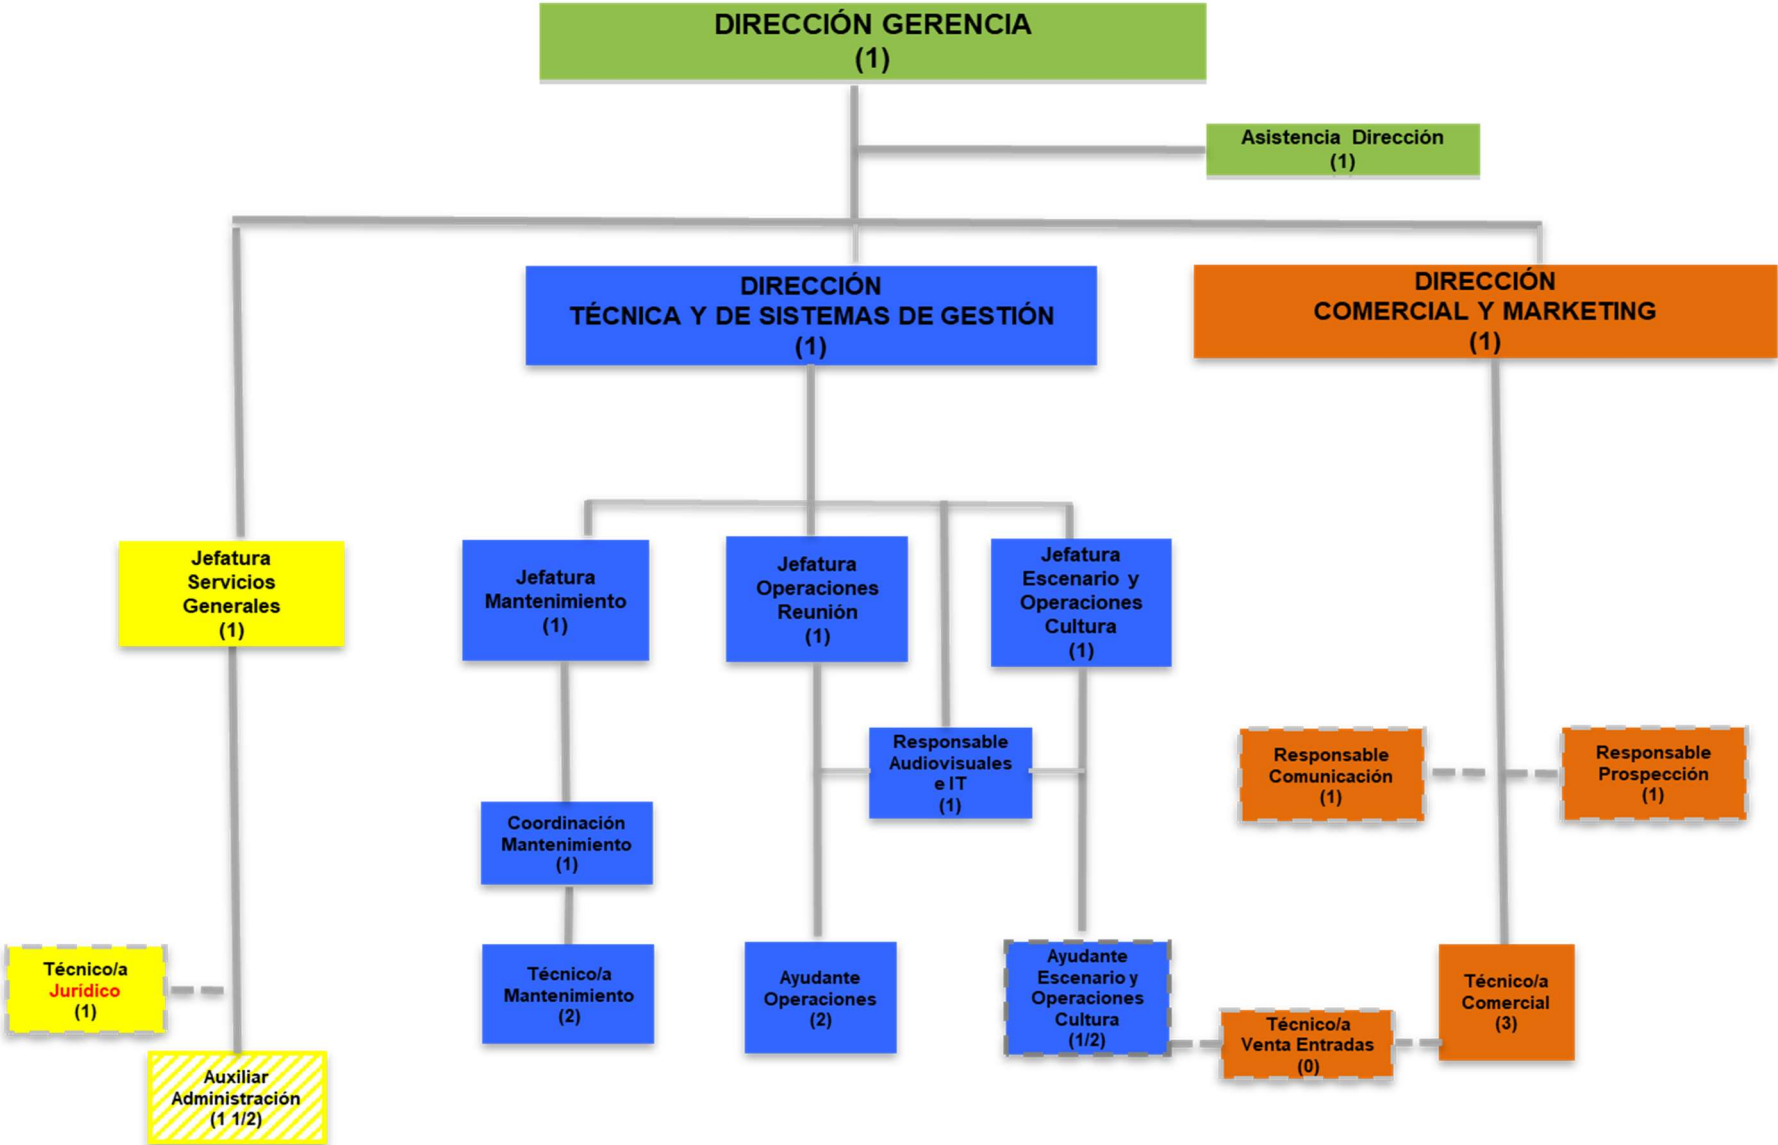 DIRECCIÓN GERENCIA
(1)
Asistencia Dirección
(1)
DIRECCIÓN
TÉCNICA Y DE SISTEMAS DE GESTIÓN
(1)
DIRECCIÓN
COMERCIAL Y MARKETING
(1)
Jefatura
Servicios
Generales
(1)
Jefatura
Mantenimiento
(1)
Jefatura
Operaciones
Reunión
(1)
Jefatura
Escenario y
Operaciones
Cultura
(1)
Responsable
Audiovisuales
e IT
(1)
Responsable
Comunicación
(1)
Responsable
Prospección
(1)
Coordinación
Mantenimiento
(1)
Técnico/a
Jurídico
(1)
Técnico/a
Mantenimiento
(2)
Ayudante
Operaciones
(2)
Ayudante
Escenario y
Operaciones
Cultura
(1/2)
Técnico/a
Venta Entradas
(0)
Técnico/a
Comercial
(3)
Auxiliar
Administración
(1 1/2)